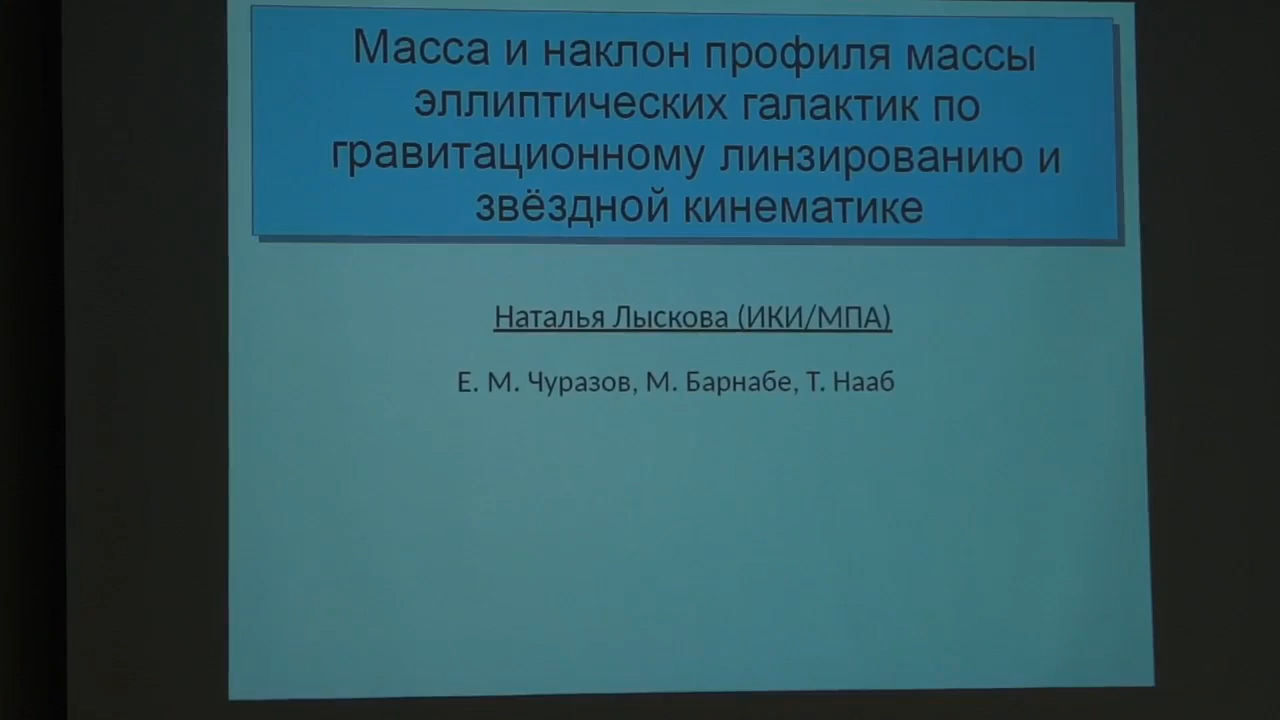 Масса и наклон профиля массы
эллиптических галактик по
гравитационному линзированию и
звёздной кинематике
Наталья Лыскова (ИКИ/МПА)
Е. М. Чуразов, М. Барнабе, Т. Нааб